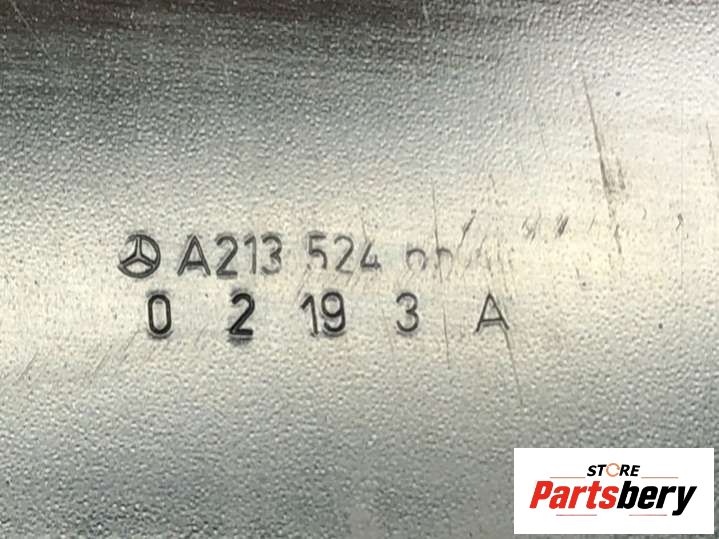 A213 524
0 2 19 3 A
STORE
Partsbery